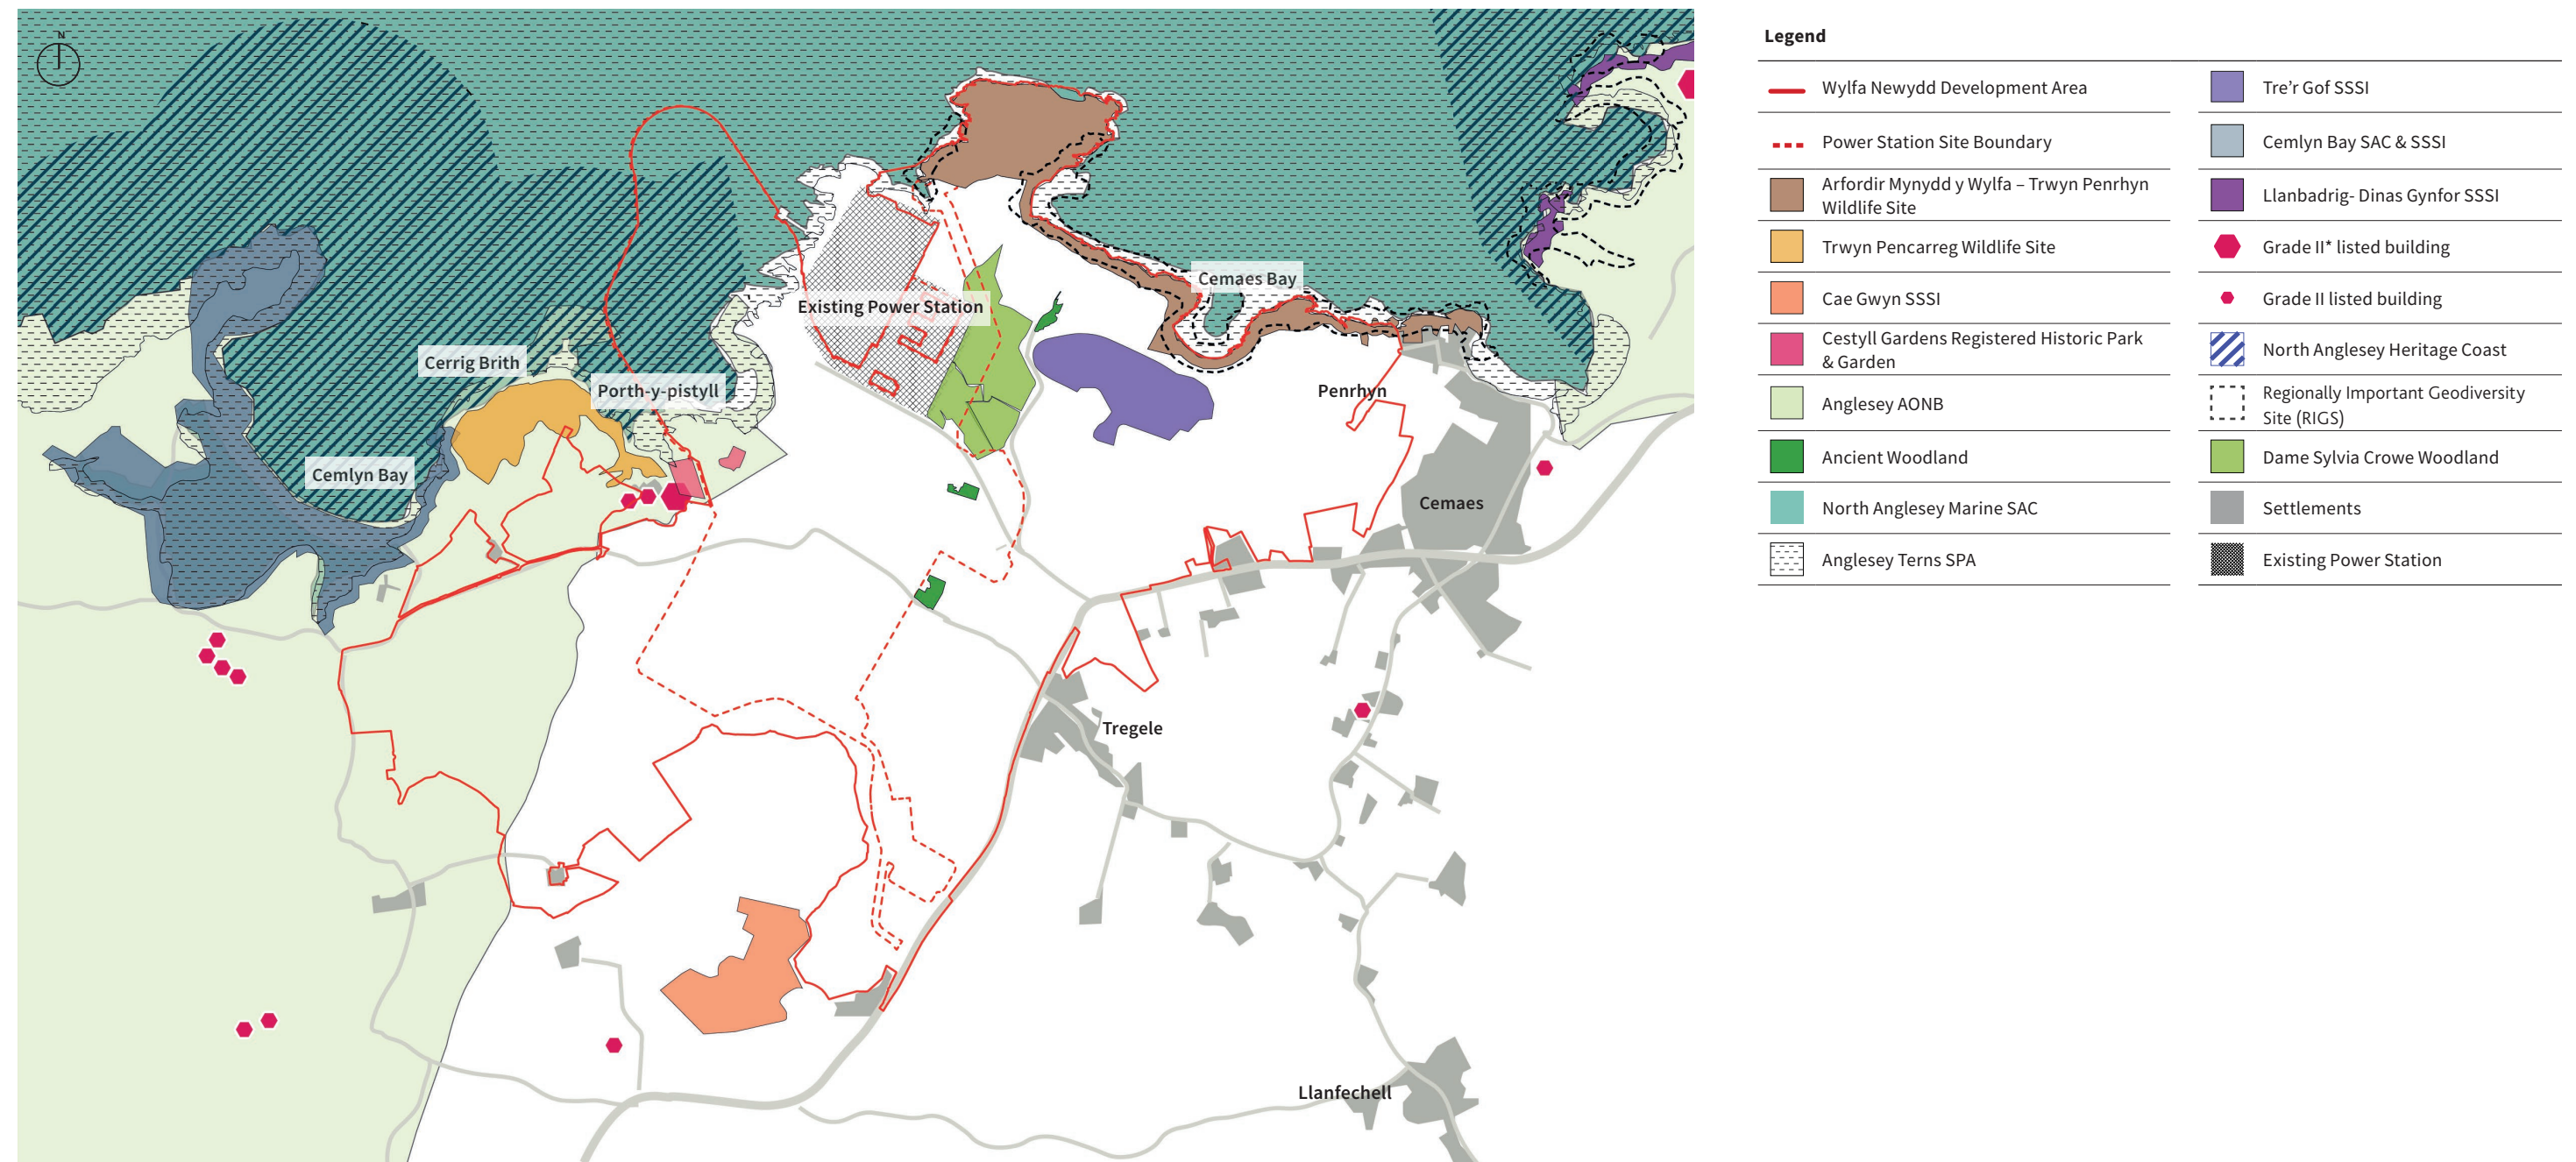 N
Existing Power Station
Cemaes Bay
Cerrig Brith
Porth-y-pistyll
Penrhyn
Cemlyn Bay
Cemaes
Tregele
Llanfechell
Legend
Wylfa Newydd Development Area
Power Station Site Boundary
Arfordir Mynydd y Wylfa – Trwyn Penrhyn
Wildlife Site
Trwyn Pencarreg Wildlife Site
Cae Gwyn SSSI
Cestyll Gardens Registered Historic Park
& Garden
Anglesey AONB
Ancient Woodland
North Anglesey Marine SAC
Anglesey Terns SPA
Tre’r Gof SSSI
Cemlyn Bay SAC & SSSI
Llanbadrig- Dinas Gynfor SSSI
Grade II* listed building
Grade II listed building
North Anglesey Heritage Coast
Regionally Important Geodiversity
Site (RIGS)
Dame Sylvia Crowe Woodland
Settlements
Existing Power Station